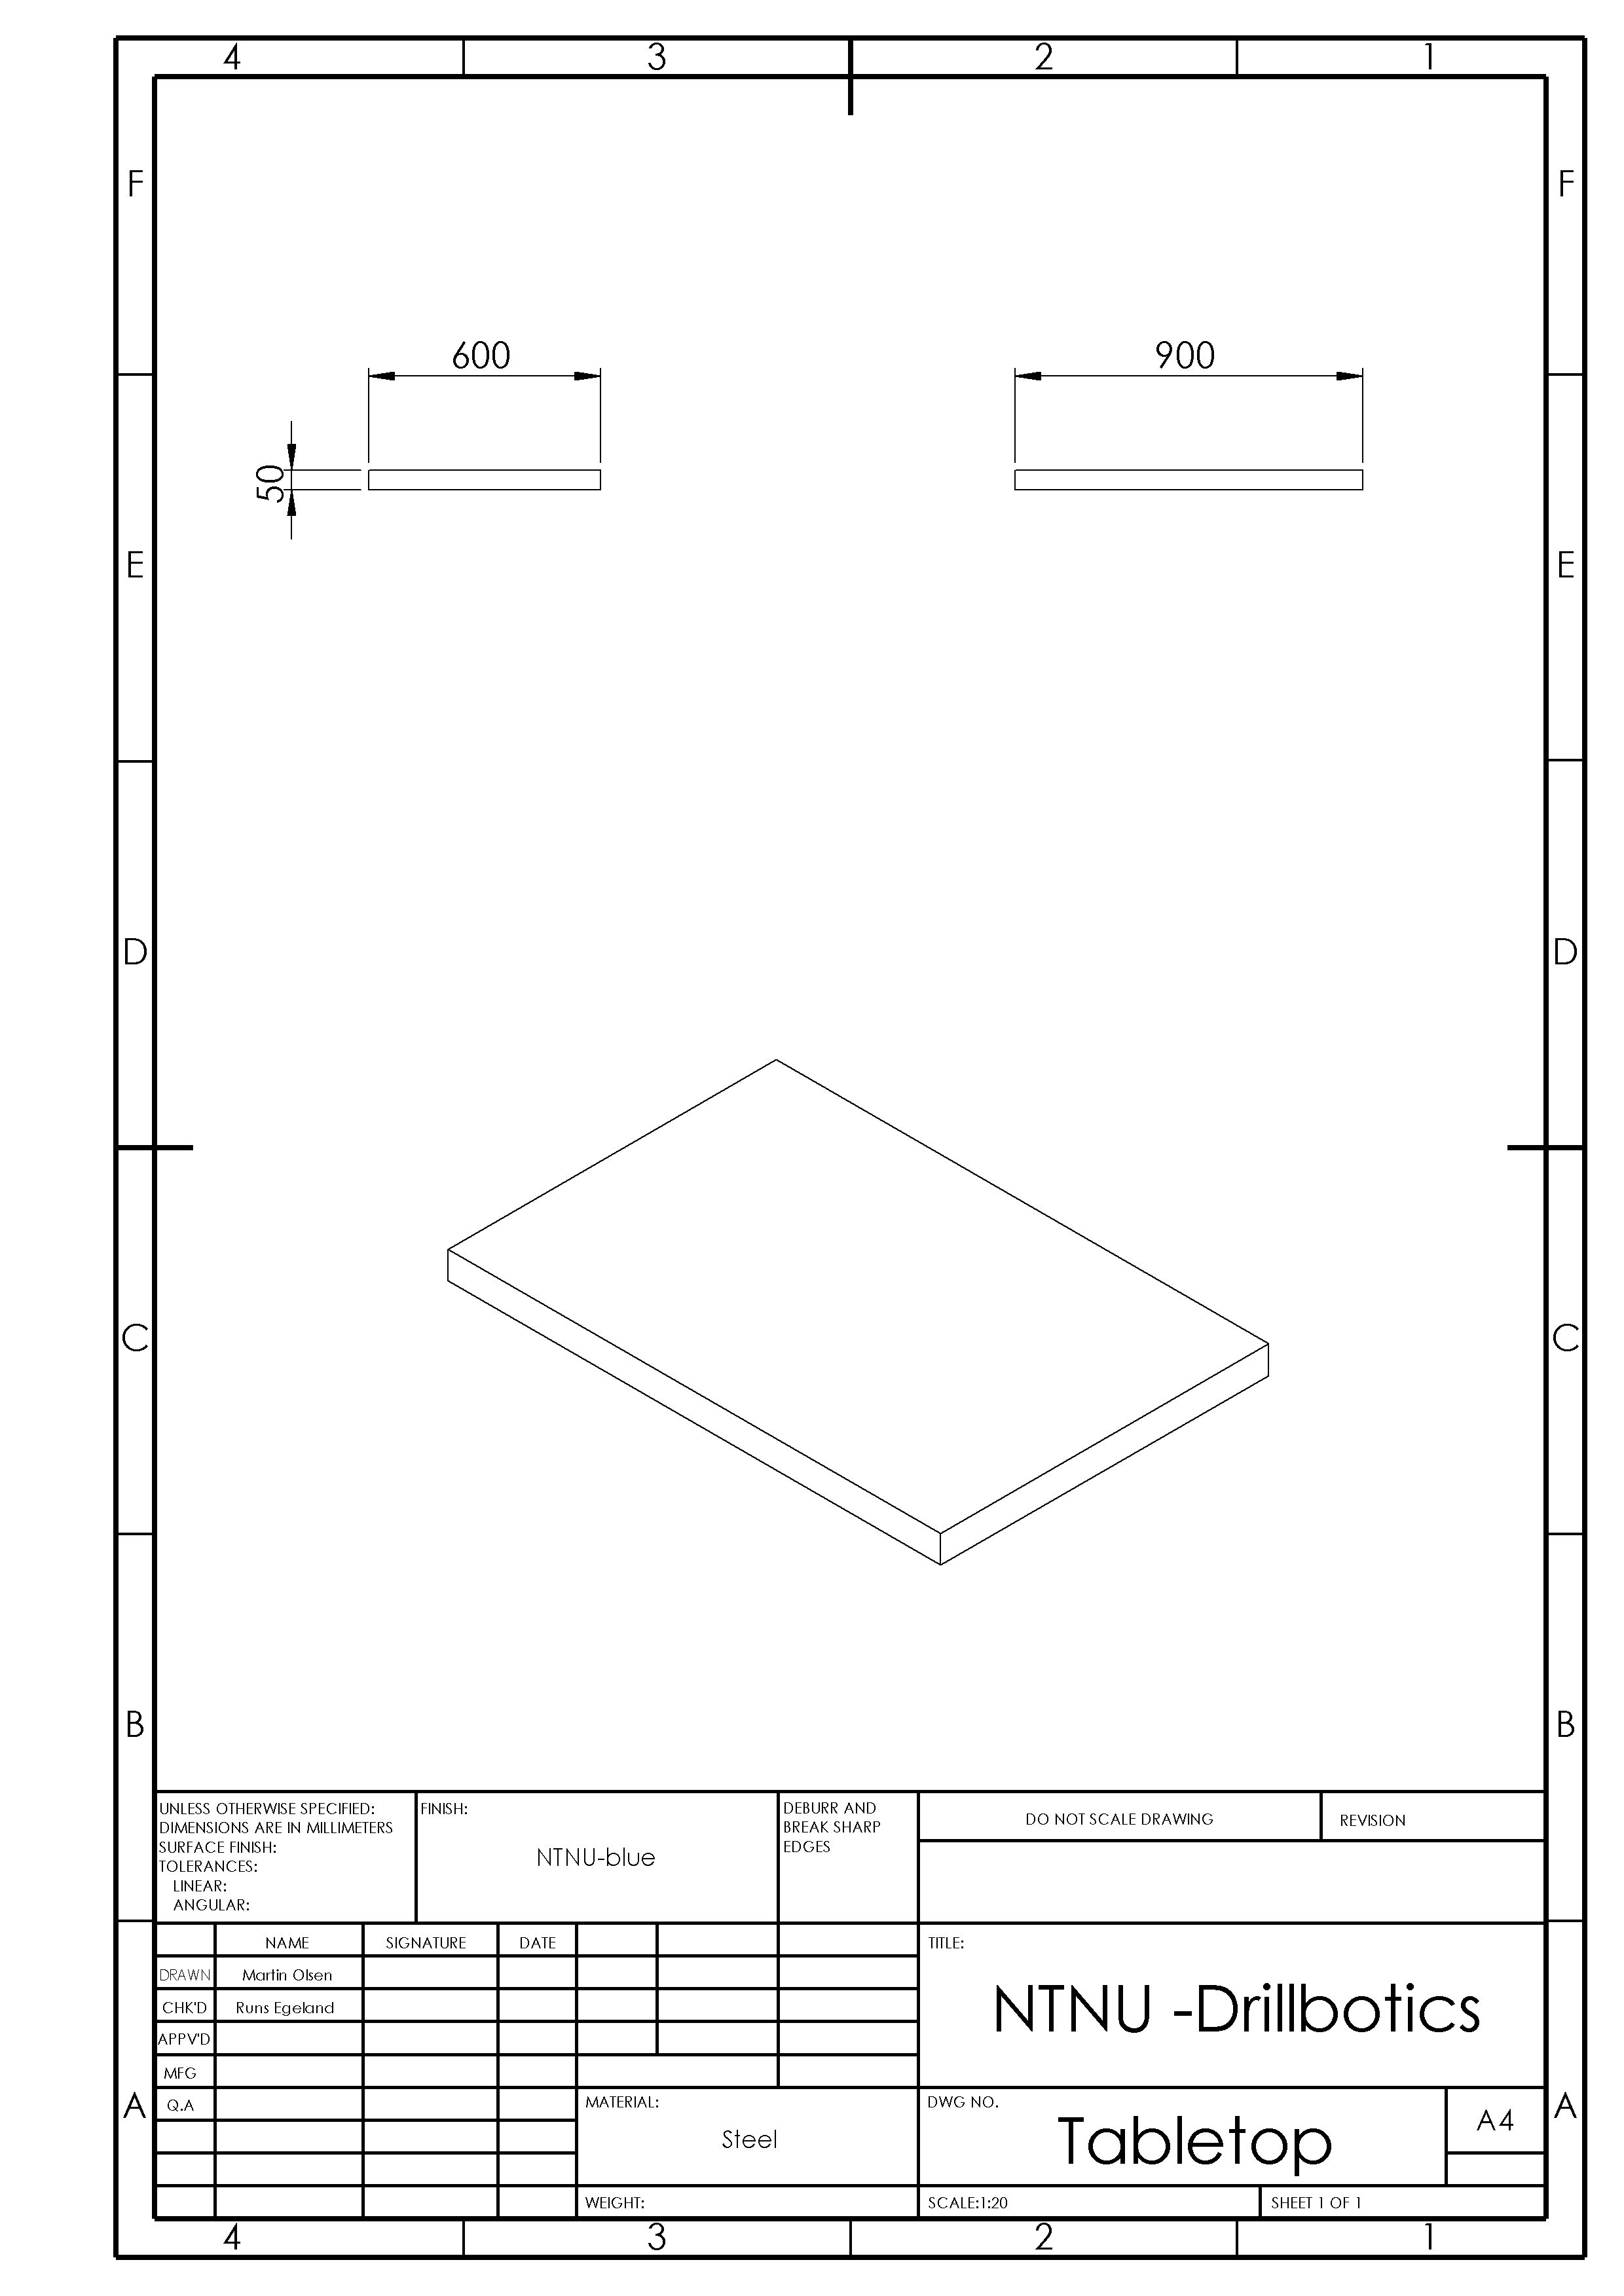 4 3 2 1
F F
600 900
50
E E
D D
C C
B B
UNLESS OTHERWISE SPECIFIED:
DIMENSIONS ARE IN MILLIMETERS
SURFACE FINISH:
TOLERANCES:
LINEAR:
ANGULAR:
FINISH:
NTNU-blue
DEBURR AND
BREAK SHARP
EDGES
DO NOT SCALE DRAWING
REVISION
NAME SIGNATURE DATE
DRAWN Martin Olsen
CHK'D Runs Egeland
APPV'D
MFG
Q.A
TITLE:
NTNU -Drillbotics
MATERIAL:
Steel
DWG NO.
Tabletop
A4
A A
WEIGHT:
SCALE:1:20
SHEET 1 OF 1
4 3 2 1